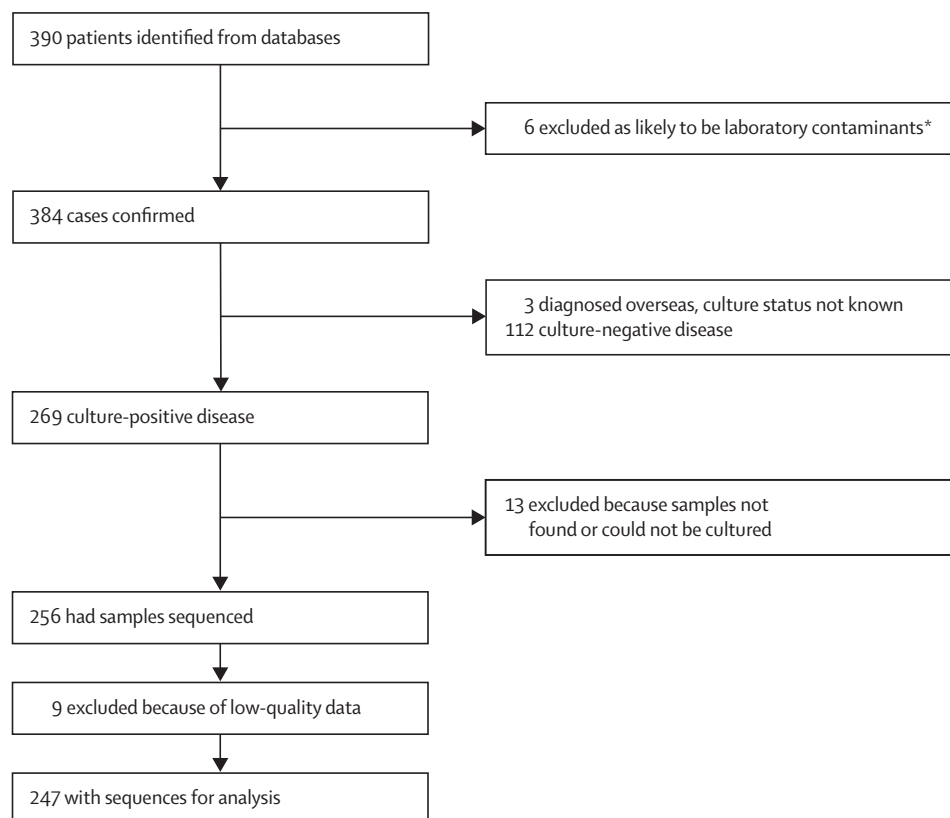 390 patients identified from databases
6 excluded as likely to be laboratory contaminants*
384 cases confirmed
3 diagnosed overseas, culture status not known
112 culture-negative disease
269 culture-positive disease
13 excluded because samples not
found or could not be cultured
256 had samples sequenced
9 excluded because of low-quality data
247 with sequences for analysis